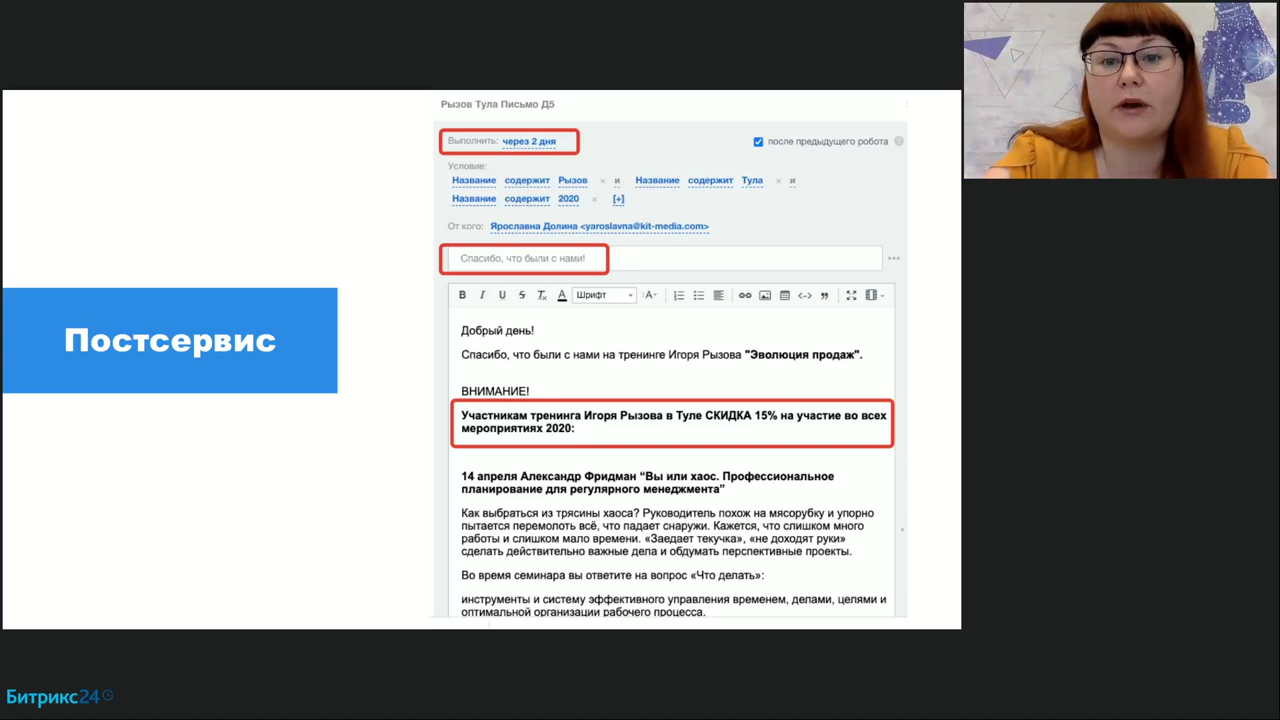 Рызов Тула Письмо Д5
Выполнить: через 2 дня
после предыдущего робота
Условие:
Название содержит Рызов × и Название содержит Тула × и
Название содержит 2020 × [+]
От кого: Ярославна Долина <yaroslavna@kit-media.com>
Спасибо, что были с нами!
B I U S Tx A Шрифт
Добрый день!
Спасибо, что были с нами на тренинге Игоря Рызова "Эволюция продаж".
ВНИМАНИЕ!
Участникам тренинга Игоря Рызова в Туле СКИДКА 15% на участие во всех
мероприятиях 2020:
14 апреля Александр Фридман “Вы или хаос. Профессиональное
планирование для регулярного менеджмента”
Как выбраться из трясины хаоса? Руководитель похож на мясорубку и упорно
пытается перемолоть всё, что падает снаружи. Кажется, что слишком много
работы и слишком мало времени. «Заедает текучка», «не доходят руки»
сделать действительно важные дела и обдумать перспективные проекты.
Во время семинара вы ответите на вопрос «Что делать»:
инструменты и систему эффективного управления временем, делами, целями и
оптимальной организации рабочего процесса.
Постсервис
Битрикс24